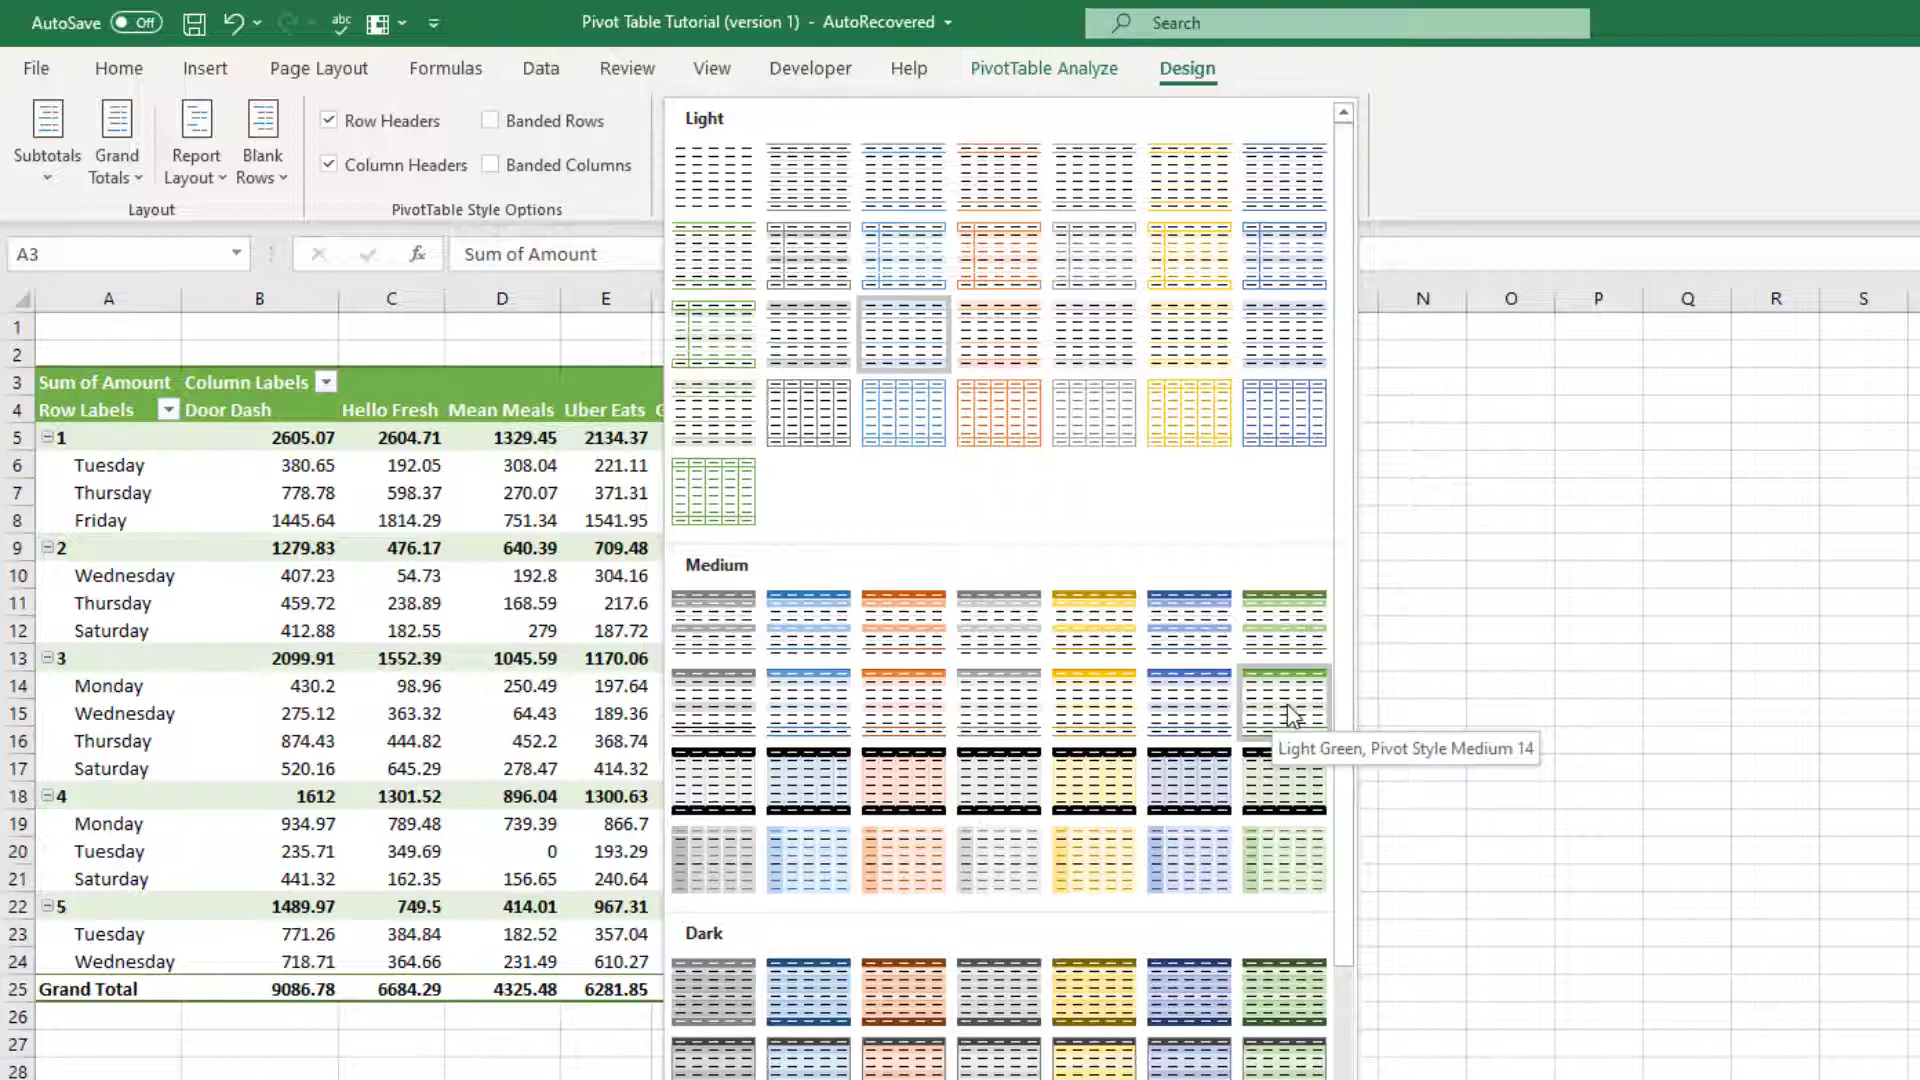 AutoSave Off abc Pivot Table Tutorial (version 1) - AutoRecovered Search
File Home Insert Page Layout Formulas Data Review View Developer Help PivotTable Analyze Design
Subtotals Grand Totals Report Layout Blank Rows
Layout
Row Headers Banded Rows
Column Headers Banded Columns
PivotTable Style Options
A3 fx Sum of Amount
A B C D E N O P Q R S
1
2
3 Sum of Amount Column Labels
4 Row Labels Door Dash Hello Fresh Mean Meals Uber Eats G
5 1 2605.07 2604.71 1329.45 2134.37
6 Tuesday 380.65 192.05 308.04 221.11
7 Thursday 778.78 598.37 270.07 371.31
8 Friday 1445.64 1814.29 751.34 1541.95
9 2 1279.83 476.17 640.39 709.48
10 Wednesday 407.23 54.73 192.8 304.16
11 Thursday 459.72 238.89 168.59 217.6
12 Saturday 412.88 182.55 279 187.72
13 3 2099.91 1552.39 1045.59 1170.06
14 Monday 430.2 98.96 250.49 197.64
15 Wednesday 275.12 363.32 64.43 189.36
16 Thursday 874.43 444.82 452.2 368.74
17 Saturday 520.16 645.29 278.47 414.32
18 4 1612 1301.52 896.04 1300.63
19 Monday 934.97 789.48 739.39 866.7
20 Tuesday 235.71 349.69 0 193.29
21 Saturday 441.32 162.35 156.65 240.64
22 5 1489.97 749.5 414.01 967.31
23 Tuesday 771.26 384.84 182.52 357.04
24 Wednesday 718.71 364.66 231.49 610.27
25 Grand Total 9086.78 6684.29 4325.48 6281.85
26
27
28
Light
Medium
Light Green, Pivot Style Medium 14
Dark